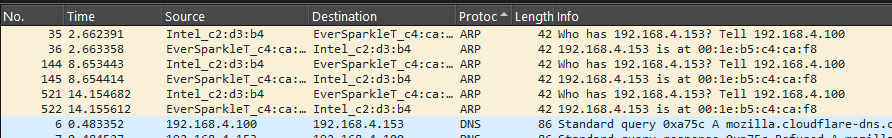 No. Time Source Destination Protoc Length Info
35 2.662391 Intel_c2:d3:b4 EverSparkleT_c4:ca:… ARP 42 Who has 192.168.4.153? Tell 192.168.4.100
36 2.663358 EverSparkleT_c4:ca:… Intel_c2:d3:b4 ARP 42 192.168.4.153 is at 00:1e:b5:c4:ca:f8
144 8.653443 Intel_c2:d3:b4 EverSparkleT_c4:ca:… ARP 42 Who has 192.168.4.153? Tell 192.168.4.100
145 8.654414 EverSparkleT_c4:ca:… Intel_c2:d3:b4 ARP 42 192.168.4.153 is at 00:1e:b5:c4:ca:f8
521 14.154682 Intel_c2:d3:b4 EverSparkleT_c4:ca:… ARP 42 Who has 192.168.4.153? Tell 192.168.4.100
522 14.155612 EverSparkleT_c4:ca:… Intel_c2:d3:b4 ARP 42 192.168.4.153 is at 00:1e:b5:c4:ca:f8
6 0.483352 192.168.4.100 192.168.4.153 DNS 86 Standard query 0xa75c A mozilla.cloudflare-dns.